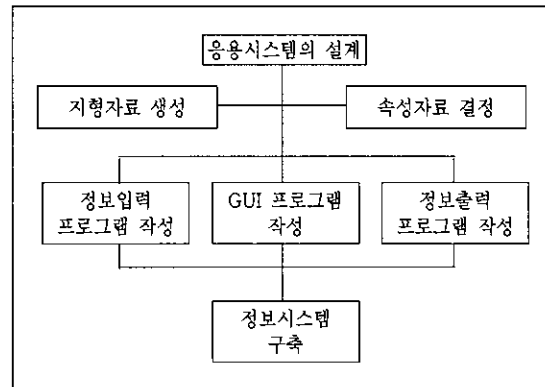 응용시스템의 설계
지형자료 생성
속성자료 결정
정보입력
프로그램 작성
GUI 프로그램
작성
정보출력
프로그램 작성
정보시스템
구축